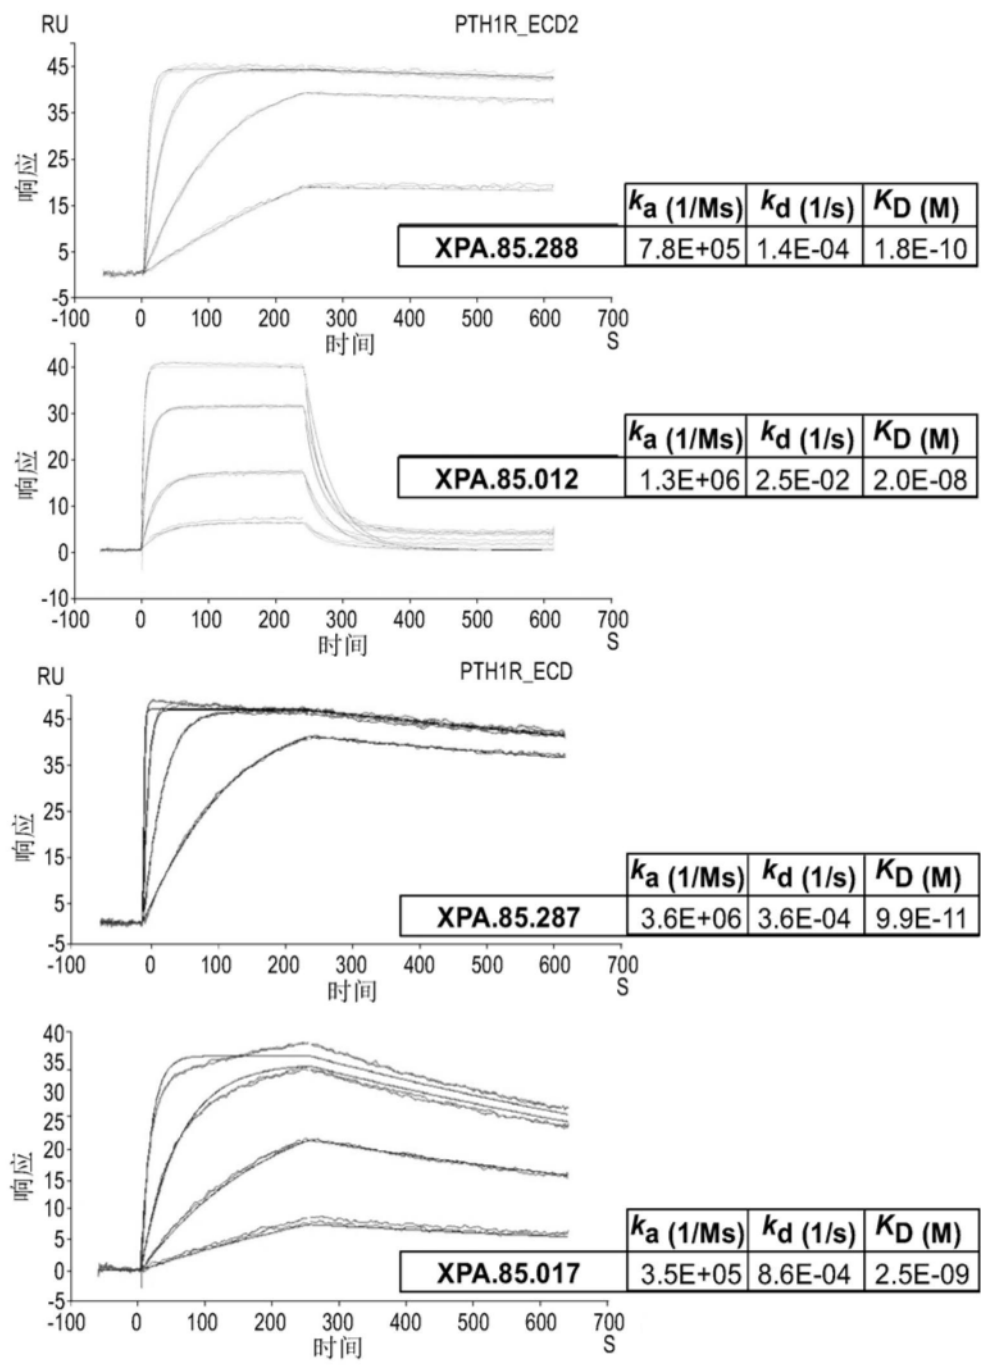 RU
PTH1R_ECD2
45
35
25
15
5
-5
响应
-100 0 100 200 300 400 500 600 700
时间
S
ka (1/Ms) kd (1/s) KD (M)
XPA.85.288 7.8E+05 1.4E-04 1.8E-10
40
30
20
10
0
-10
响应
-100 0 100 200 300 400 500 600 700
时间
S
ka (1/Ms) kd (1/s) KD (M)
XPA.85.012 1.3E+06 2.5E-02 2.0E-08
RU
PTH1R_ECD
45
35
25
15
5
-5
响应
-100 0 100 200 300 400 500 600 700
时间
S
ka (1/Ms) kd (1/s) KD (M)
XPA.85.287 3.6E+06 3.6E-04 9.9E-11
40
35
30
25
20
15
10
5
0
-5
响应
-100 0 100 200 300 400 500 600 700
时间
S
ka (1/Ms) kd (1/s) KD (M)
XPA.85.017 3.5E+05 8.6E-04 2.5E-09